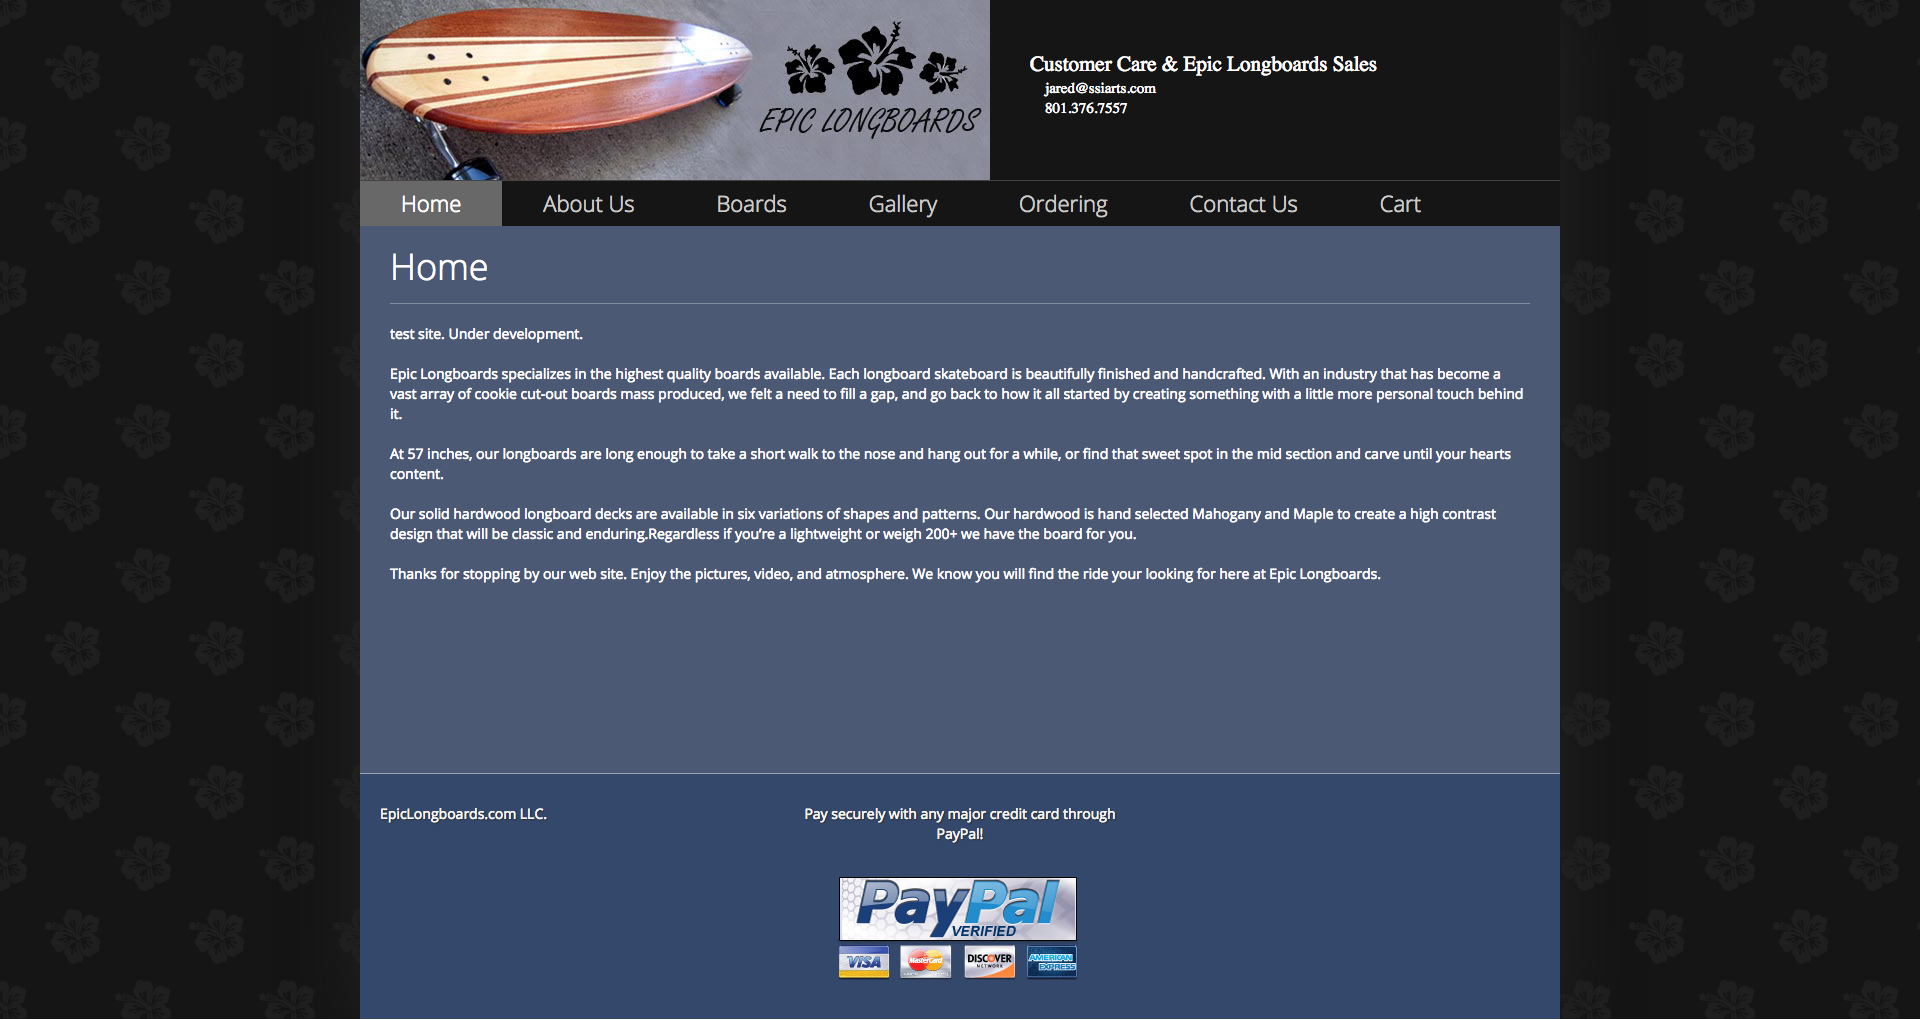 EPIC LONGBOARDS
Customer Care & Epic Longboards Sales
jared@ssiarts.com
801.376.7557
Home
About Us
Boards
Gallery
Ordering
Contact Us
Cart
Home
test site. Under development.
Epic Longboards specializes in the highest quality boards available. Each longboard skateboard is beautifully finished and handcrafted. With an industry that has become a
vast array of cookie cut-out boards mass produced, we felt a need to fill a gap, and go back to how it all started by creating something with a little more personal touch behind
it.
At 57 inches, our longboards are long enough to take a short walk to the nose and hang out for a while, or find that sweet spot in the mid section and carve until your hearts
content.
Our solid hardwood longboard decks are available in six variations of shapes and patterns. Our hardwood is hand selected Mahogany and Maple to create a high contrast
design that will be classic and enduring.Regardless if you’re a lightweight or weigh 200+ we have the board for you.
Thanks for stopping by our web site. Enjoy the pictures, video, and atmosphere. We know you will find the ride your looking for here at Epic Longboards.
EpicLongboards.com LLC.
Pay securely with any major credit card through
PayPal!
PayPal
VERIFIED
VISA
MasterCard
DISCOVER
NETWORK
AMERICAN
EXPRESS